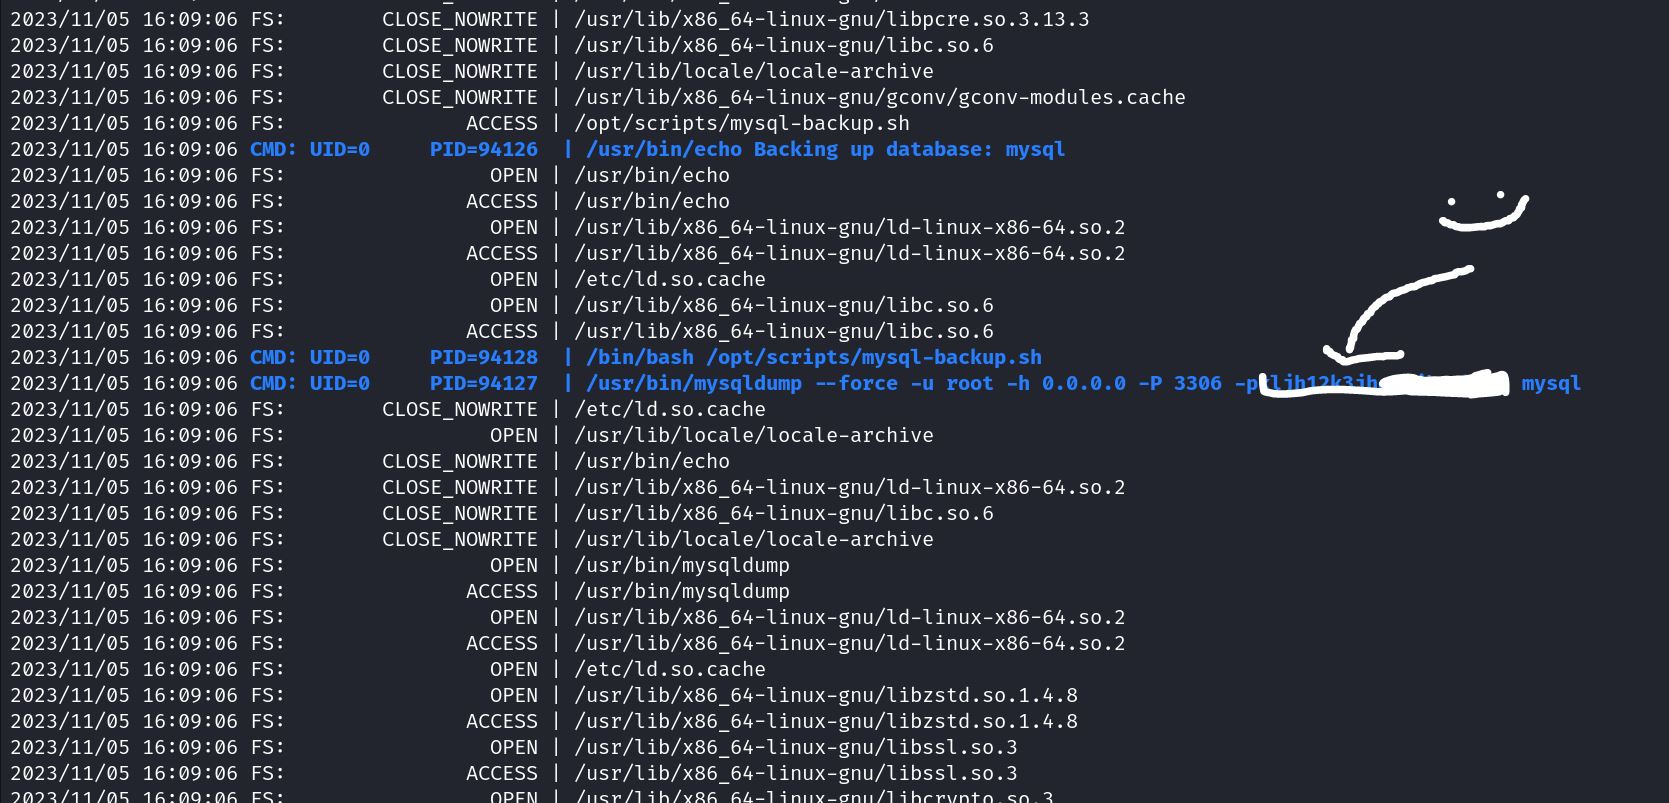 2023/11/05 16:09:06 FS:        CLOSE_NOWRITE | /usr/lib/x86_64-linux-gnu/libpcre.so.3.13.3
2023/11/05 16:09:06 FS:        CLOSE_NOWRITE | /usr/lib/x86_64-linux-gnu/libc.so.6
2023/11/05 16:09:06 FS:        CLOSE_NOWRITE | /usr/lib/locale/locale-archive
2023/11/05 16:09:06 FS:        CLOSE_NOWRITE | /usr/lib/x86_64-linux-gnu/gconv/gconv-modules.cache
2023/11/05 16:09:06 FS:               ACCESS | /opt/scripts/mysql-backup.sh
2023/11/05 16:09:06 CMD: UID=0     PID=94126  | /usr/bin/echo Backing up database: mysql
2023/11/05 16:09:06 FS:                 OPEN | /usr/bin/echo
2023/11/05 16:09:06 FS:               ACCESS | /usr/bin/echo
2023/11/05 16:09:06 FS:                 OPEN | /usr/lib/x86_64-linux-gnu/ld-linux-x86-64.so.2
2023/11/05 16:09:06 FS:               ACCESS | /usr/lib/x86_64-linux-gnu/ld-linux-x86-64.so.2
2023/11/05 16:09:06 FS:                 OPEN | /etc/ld.so.cache
2023/11/05 16:09:06 FS:                 OPEN | /usr/lib/x86_64-linux-gnu/libc.so.6
2023/11/05 16:09:06 FS:               ACCESS | /usr/lib/x86_64-linux-gnu/libc.so.6
2023/11/05 16:09:06 CMD: UID=0     PID=94128  | /bin/bash /opt/scripts/mysql-backup.sh
2023/11/05 16:09:06 CMD: UID=0     PID=94127  | /usr/bin/mysqldump --force -u root -h 0.0.0.0 -P 3306 mysql
2023/11/05 16:09:06 FS:        CLOSE_NOWRITE | /etc/ld.so.cache
2023/11/05 16:09:06 FS:                 OPEN | /usr/lib/locale/locale-archive
2023/11/05 16:09:06 FS:        CLOSE_NOWRITE | /usr/bin/echo
2023/11/05 16:09:06 FS:        CLOSE_NOWRITE | /usr/lib/x86_64-linux-gnu/ld-linux-x86-64.so.2
2023/11/05 16:09:06 FS:        CLOSE_NOWRITE | /usr/lib/x86_64-linux-gnu/libc.so.6
2023/11/05 16:09:06 FS:        CLOSE_NOWRITE | /usr/lib/locale/locale-archive
2023/11/05 16:09:06 FS:                 OPEN | /usr/bin/mysqldump
2023/11/05 16:09:06 FS:               ACCESS | /usr/bin/mysqldump
2023/11/05 16:09:06 FS:                 OPEN | /usr/lib/x86_64-linux-gnu/ld-linux-x86-64.so.2
2023/11/05 16:09:06 FS:               ACCESS | /usr/lib/x86_64-linux-gnu/ld-linux-x86-64.so.2
2023/11/05 16:09:06 FS:                 OPEN | /etc/ld.so.cache
2023/11/05 16:09:06 FS:                 OPEN | /usr/lib/x86_64-linux-gnu/libzstd.so.1.4.8
2023/11/05 16:09:06 FS:               ACCESS | /usr/lib/x86_64-linux-gnu/libzstd.so.1.4.8
2023/11/05 16:09:06 FS:                 OPEN | /usr/lib/x86_64-linux-gnu/libssl.so.3
2023/11/05 16:09:06 FS:               ACCESS | /usr/lib/x86_64-linux-gnu/libssl.so.3
2023/11/05 16:09:06 FS:                 OPEN | /usr/lib/x86_64-linux-gnu/libcrypto.so.3